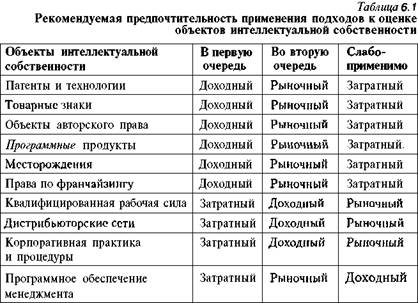 Таблица 6.1
Рекомендуемая предпочтительность применения подходов к оценке
объектов интеллектуальной собственности
Объекты интеллектуальной собственности | В первую очередь | Во вторую очередь | Слабо-применимо
Патенты и технологии | Доходный | Рыночный | Затратный
Товарные знаки | Доходный | Рыночный | Затратный
Объекты авторского права | Доходный | Рыночный | Затратный
Программные продукты | Доходный | Рыночный | Затратный.
Месторождения | Доходный | Рыночный | Затратный
Права по франчайзингу | Доходный | Рыночный | Затратный
Квалифицированная рабочая сила | Затратный | Доходный | Рыночный
Дистрибьюторские сети | Затратный | Доходный | Рыночный
Корпоративная практика и процедуры | Затратный | Доходный | Рыночный
Программное обеспечение менеджмента | Затратный | Рыночный | Доходный